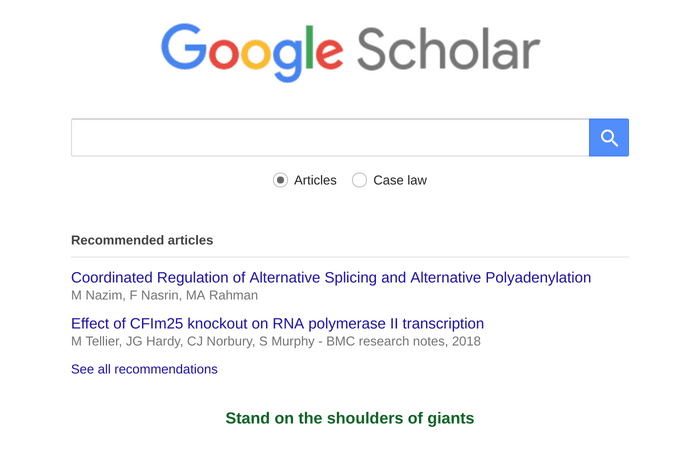 Google Scholar
Articles Case law
Recommended articles
Coordinated Regulation of Alternative Splicing and Alternative Polyadenylation
M Nazim, F Nasrin, MA Rahman
Effect of CFIm25 knockout on RNA polymerase II transcription
M Tellier, JG Hardy, CJ Norbury, S Murphy - BMC research notes, 2018
See all recommendations
Stand on the shoulders of giants